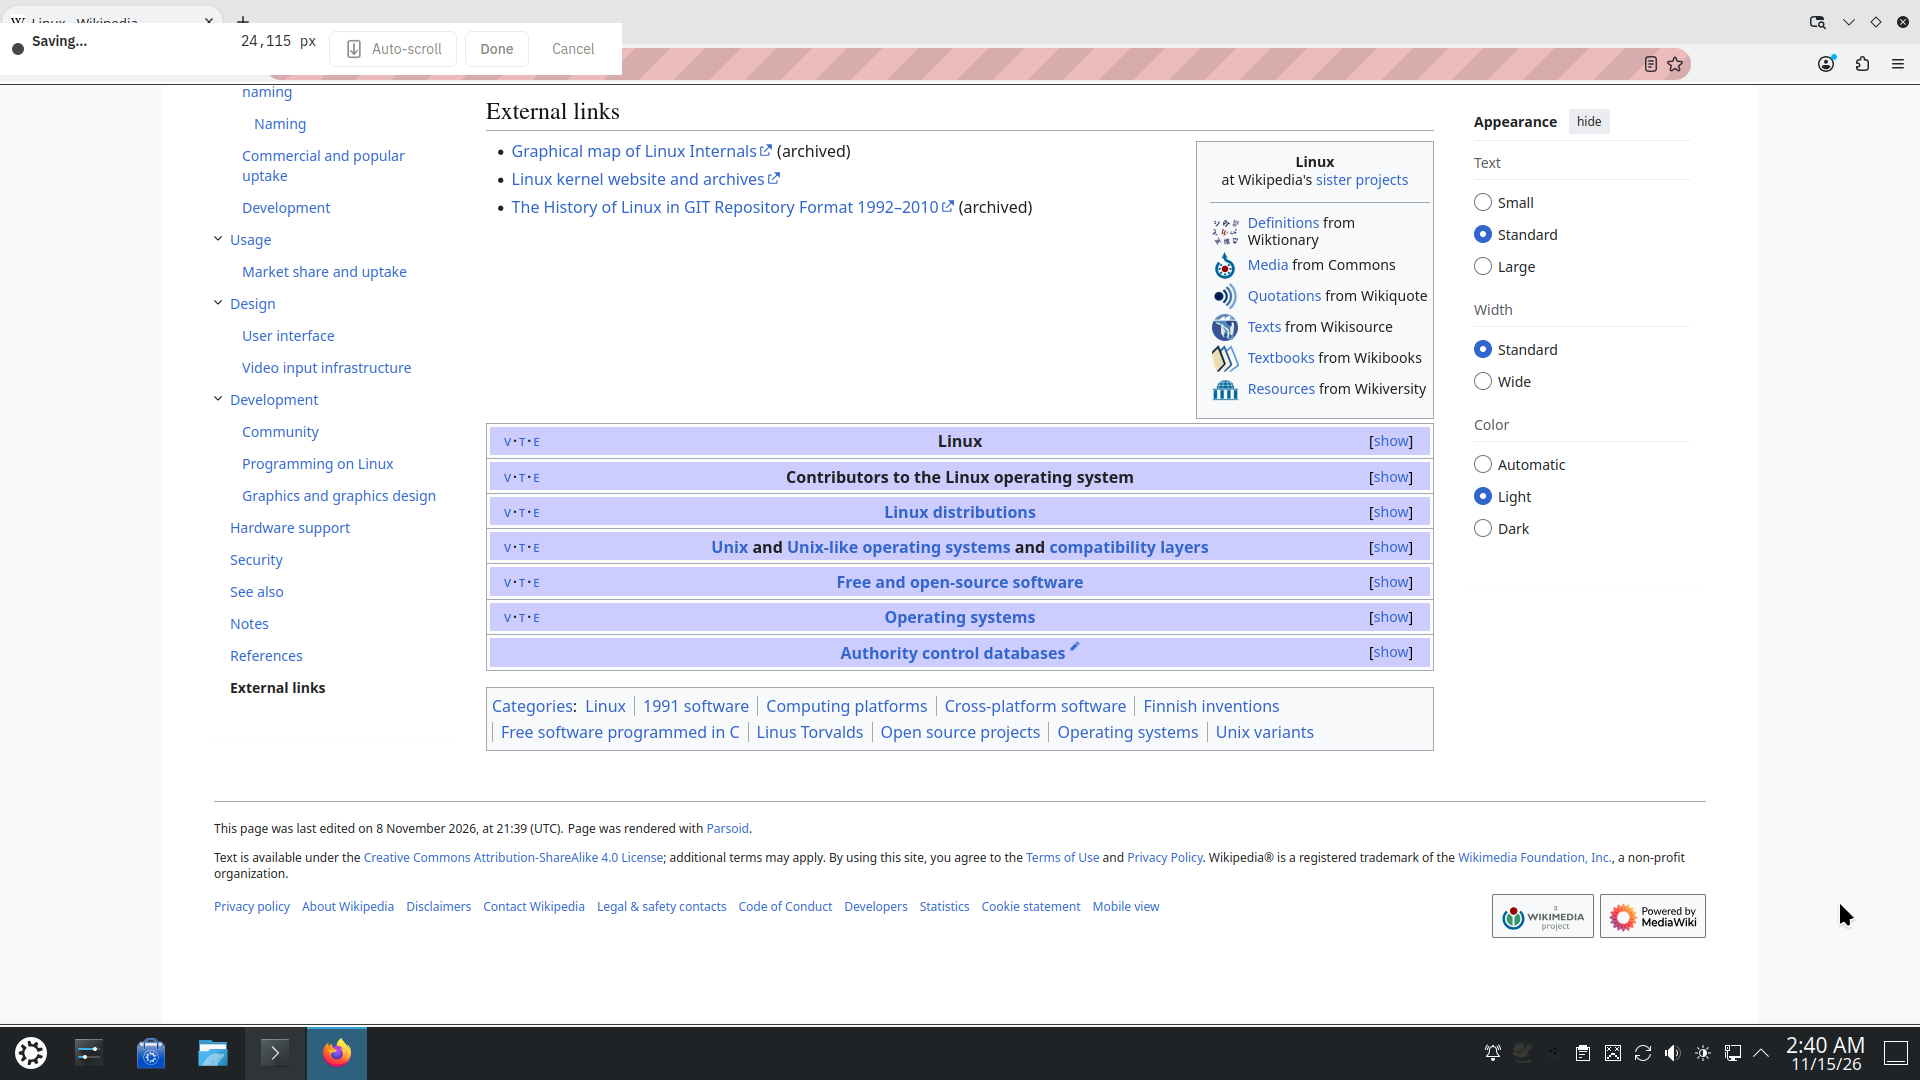 Linux - Wikipedia
Saving...
24,115 px
Auto-scroll
Done
Cancel
naming
Naming
Commercial and popular
uptake
Development
Usage
Market share and uptake
Design
User interface
Video input infrastructure
Development
Community
Programming on Linux
Graphics and graphics design
Hardware support
Security
See also
Notes
References
External links
External links
Graphical map of Linux Internals (archived)
Linux kernel website and archives
The History of Linux in GIT Repository Format 1992–2010 (archived)
Linux
at Wikipedia's sister projects
Definitions from
Wiktionary
Media from Commons
Quotations from Wikiquote
Texts from Wikisource
Textbooks from Wikibooks
Resources from Wikiversity
V·T·E Linux [show]
V·T·E Contributors to the Linux operating system [show]
V·T·E Linux distributions [show]
V·T·E Unix and Unix-like operating systems and compatibility layers [show]
V·T·E Free and open-source software [show]
V·T·E Operating systems [show]
Authority control databases [show]
Categories: Linux | 1991 software | Computing platforms | Cross-platform software | Finnish inventions
| Free software programmed in C | Linus Torvalds | Open source projects | Operating systems | Unix variants
Appearance hide
Text
Small
Standard
Large
Width
Standard
Wide
Color
Automatic
Light
Dark
This page was last edited on 8 November 2026, at 21:39 (UTC). Page was rendered with Parsoid.
Text is available under the Creative Commons Attribution-ShareAlike 4.0 License; additional terms may apply. By using this site, you agree to the Terms of Use and Privacy Policy. Wikipedia® is a registered trademark of the Wikimedia Foundation, Inc., a non-profit
organization.
Privacy policy About Wikipedia Disclaimers Contact Wikipedia Legal & safety contacts Code of Conduct Developers Statistics Cookie statement Mobile view
a
WIKIMEDIA
project
Powered by
MediaWiki
2:40 AM
11/15/26